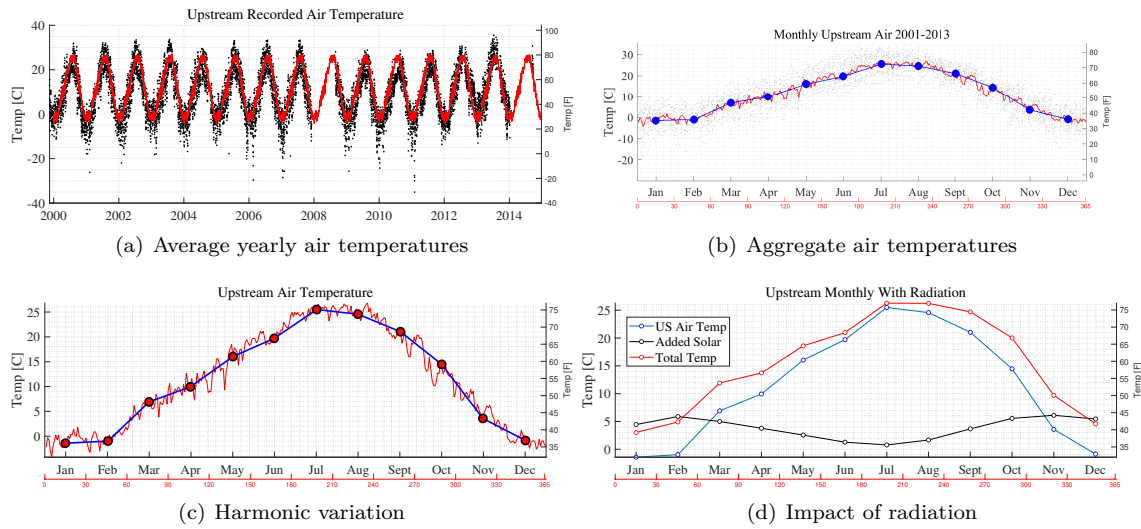 Upstream Recorded Air Temperature
Temp [C]
40
20
0
-20
-40
100
80
60
40
20
0
-20
-40
Temp [F]
2000 2002 2004 2006 2008 2010 2012 2014
(a) Average yearly air temperatures
Monthly Upstream Air 2001-2013
Temp [C]
30
20
10
0
-10
-20
80
70
60
50
40
30
20
10
0
Temp [F]
Jan Feb Mar Apr May Jun Jul Aug Sept Oct Nov Dec
0 30 60 90 120 150 180 210 240 270 300 330 365
(b) Aggregate air temperatures
Upstream Air Temperature
Temp [C]
25
20
15
10
5
0
75
70
65
60
55
50
45
40
35
Temp [F]
Jan Feb Mar Apr May Jun Jul Aug Sept Oct Nov Dec
0 30 60 90 120 150 180 210 240 270 300 320 365
(c) Harmonic variation
Upstream Monthly With Radiation
US Air Temp
Added Solar
Total Temp
Temp [C]
25
20
15
10
5
0
75
70
65
60
55
50
45
40
35
Temp [F]
Jan Feb Mar Apr May Jun Jul Aug Sept Oct Nov Dec
0 30 60 90 120 150 180 210 240 270 300 320 365
(d) Impact of radiation